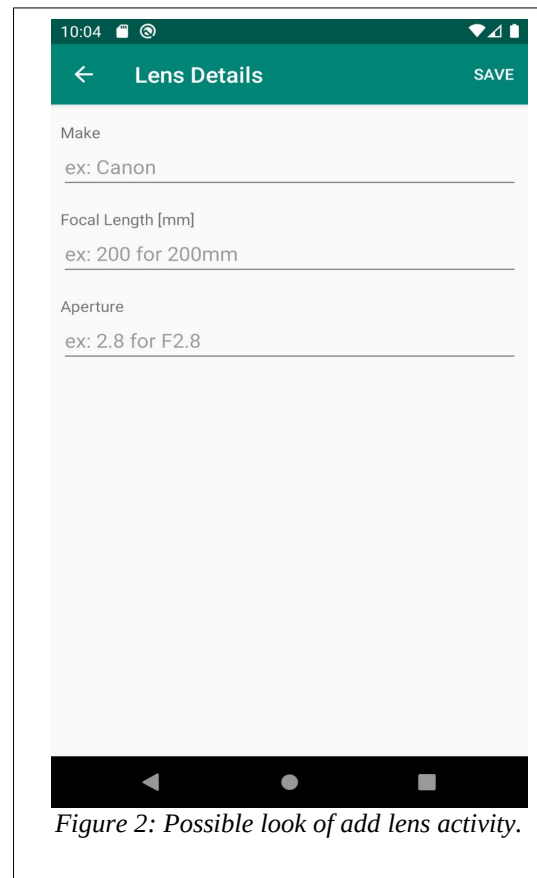 10:04
Lens Details SAVE
Make
ex: Canon
Focal Length [mm]
ex: 200 for 200mm
Aperture
ex: 2.8 for F2.8
Figure 2: Possible look of add lens activity.